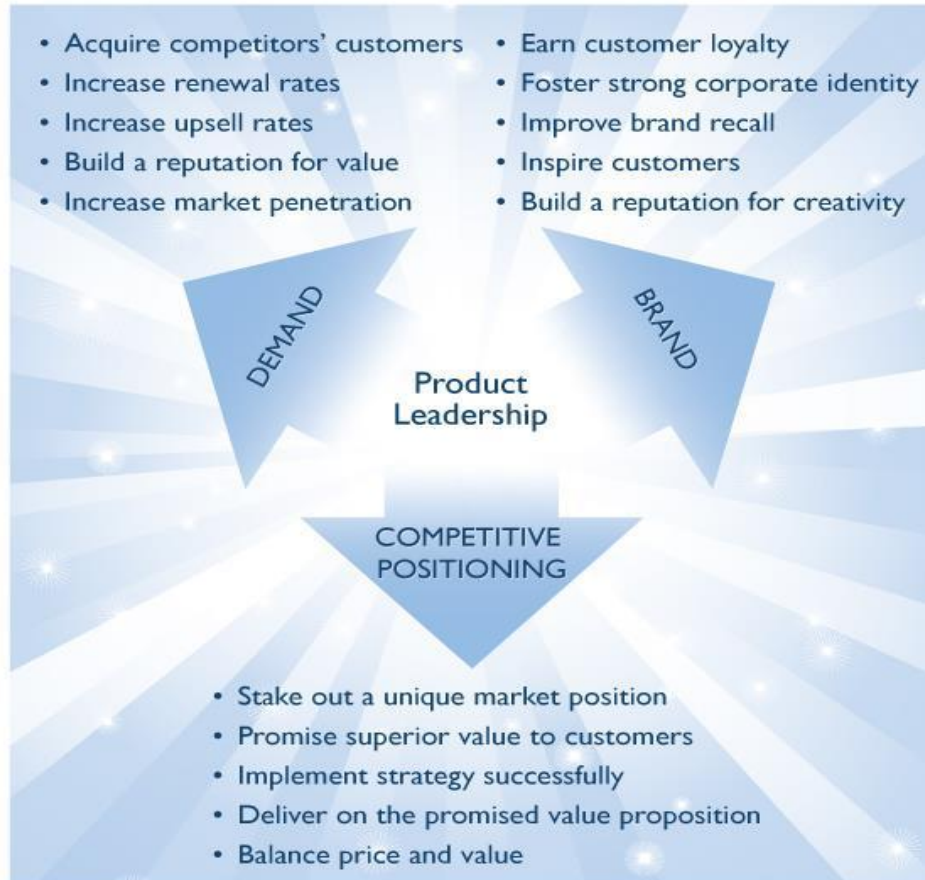 • Acquire competitors’ customers
• Increase renewal rates
• Increase upsell rates
• Build a reputation for value
• Increase market penetration
• Earn customer loyalty
• Foster strong corporate identity
• Improve brand recall
• Inspire customers
• Build a reputation for creativity
DEMAND
BRAND
Product
Leadership
COMPETITIVE
POSITIONING
• Stake out a unique market position
• Promise superior value to customers
• Implement strategy successfully
• Deliver on the promised value proposition
• Balance price and value